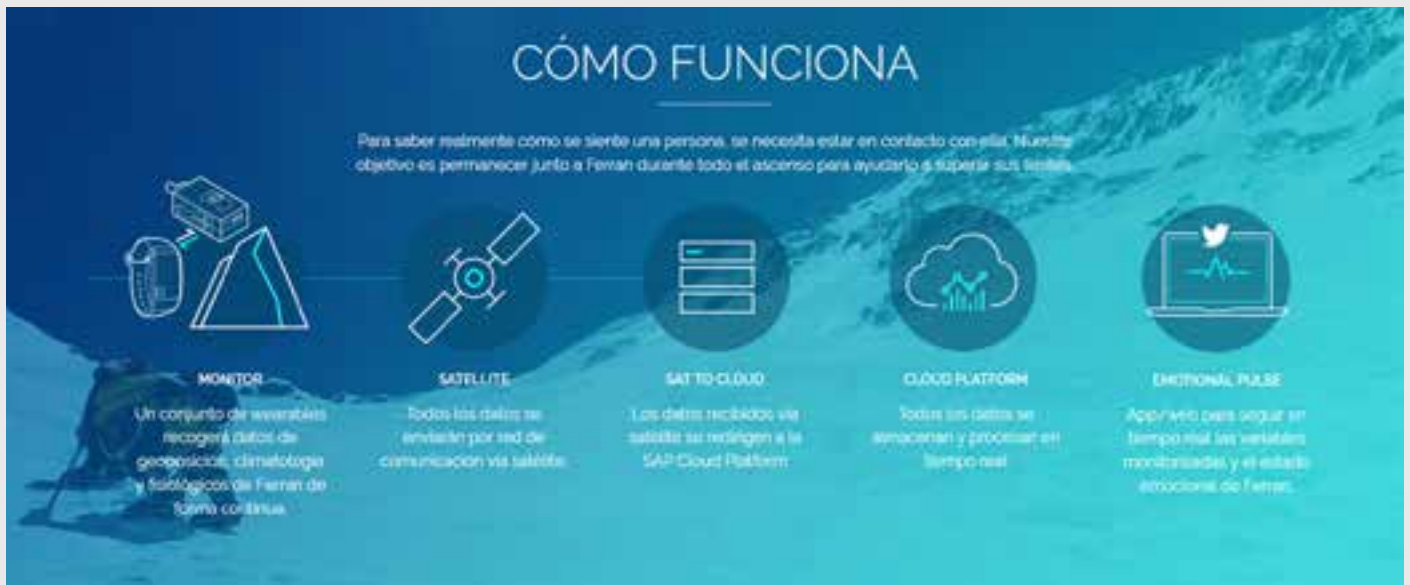 CÓMO FUNCIONA
Para saber realmente cómo se siente una persona, se necesita estar en contacto con ella. Nuestro
objetivo es permanecer junto a Ferran durante todo el ascenso para ayudarlo a superar sus límites
MONITOR
Un conjunto de wearables
recogerá datos de
geoposición, climatología
y fisiológicos de Ferran de
forma continua.
SATELLITE
Todos los datos se
enviarán por red de
comunicación vía satélite.
SAT TO CLOUD
Los datos recibidos vía
satélite se redirigen a la
SAP Cloud Platform
CLOUD PLATFORM
Todos los datos se
almacenan y procesan en
tiempo real
EMOTIONAL PULSE
App/web para seguir en
tiempo real las variables
monitorizadas y el estado
emocional de Ferran.